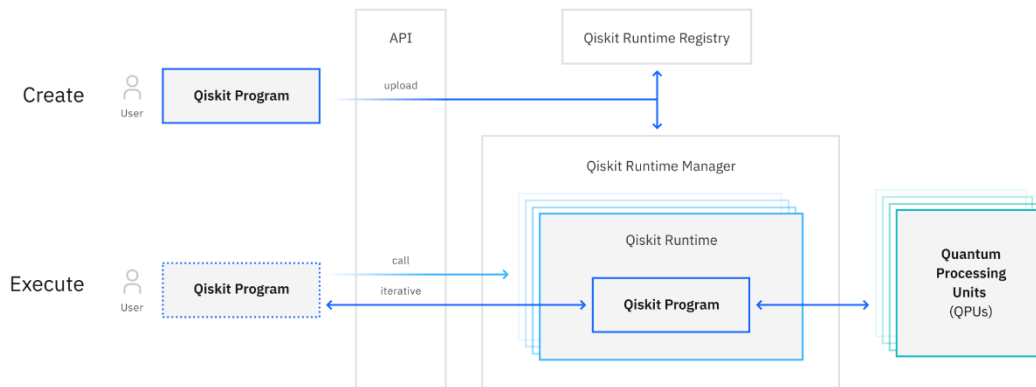 API
Qiskit Runtime Registry
Create
User
Qiskit Program
upload
Qiskit Runtime Manager
Qiskit Runtime
Execute
User
Qiskit Program
call
iterative
Qiskit Program
Quantum
Processing
Units
(QPUs)